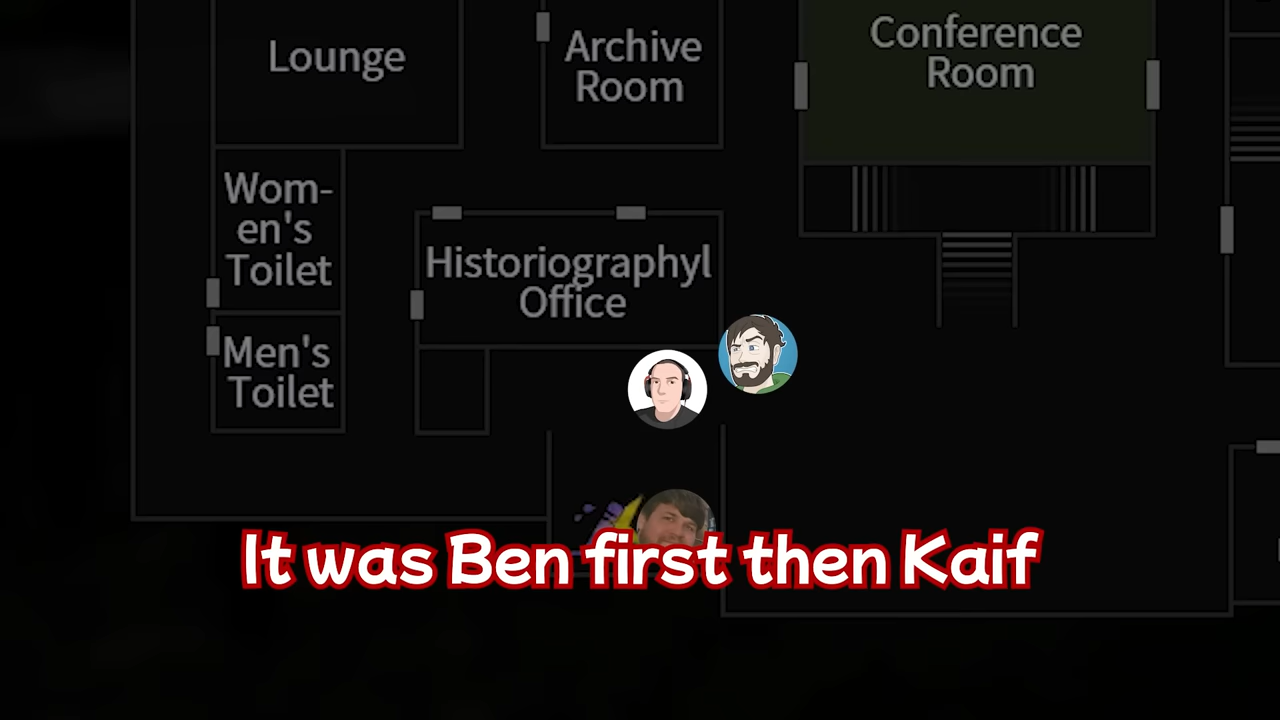 Lounge
Archive
Room
Conference
Room
Wom-
en's
Toilet
Historiographyl
Office
Men's
Toilet
It was Ben first then Kaif